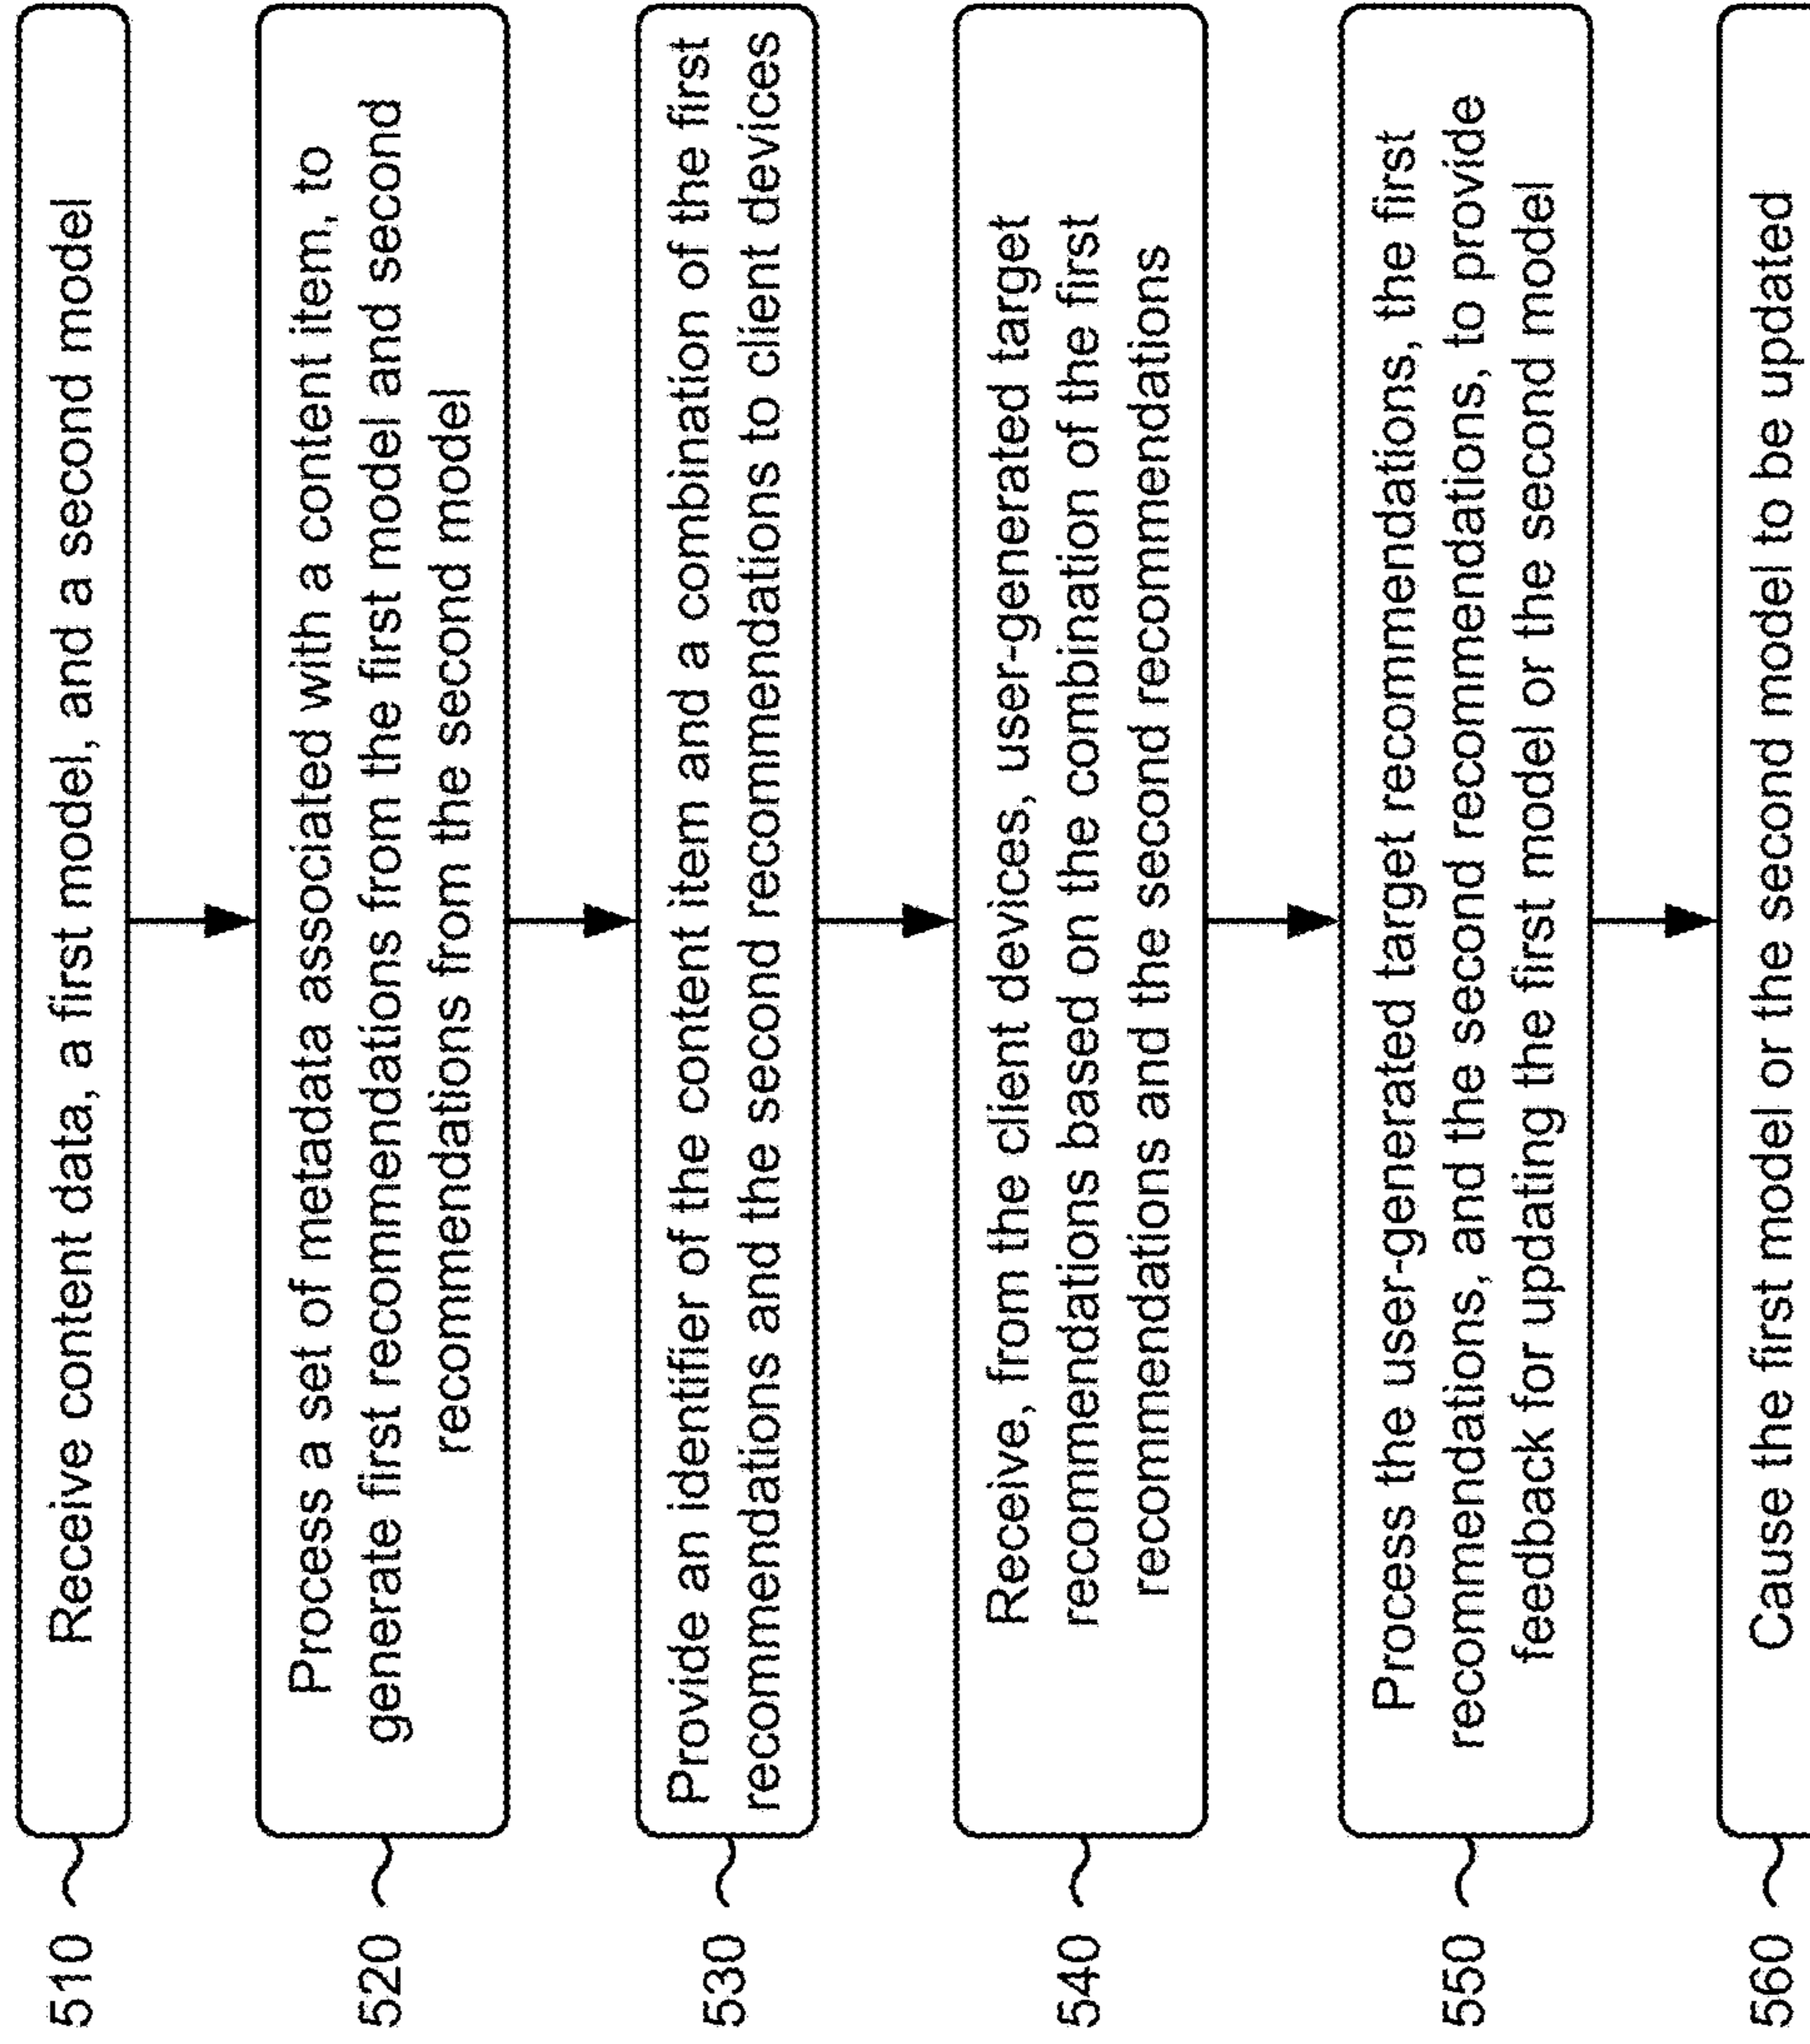 510
Receive content data, a first model, and a second model
520
Process a set of metadata associated with a content item, to
generate first recommendations from the first model and second
recommendations from the second model
530
Provide an identifier of the content item and a combination of the first
recommendations and the second recommendations to client devices
540
Receive, from the client devices, user-generated target
recommendations based on the combination of the first
recommendations and the second recommendations
550
Process the user-generated target recommendations, the first
recommendations, and the second recommendations, to provide
feedback for updating the first model or the second model
560
Cause the first model or the second model to be updated